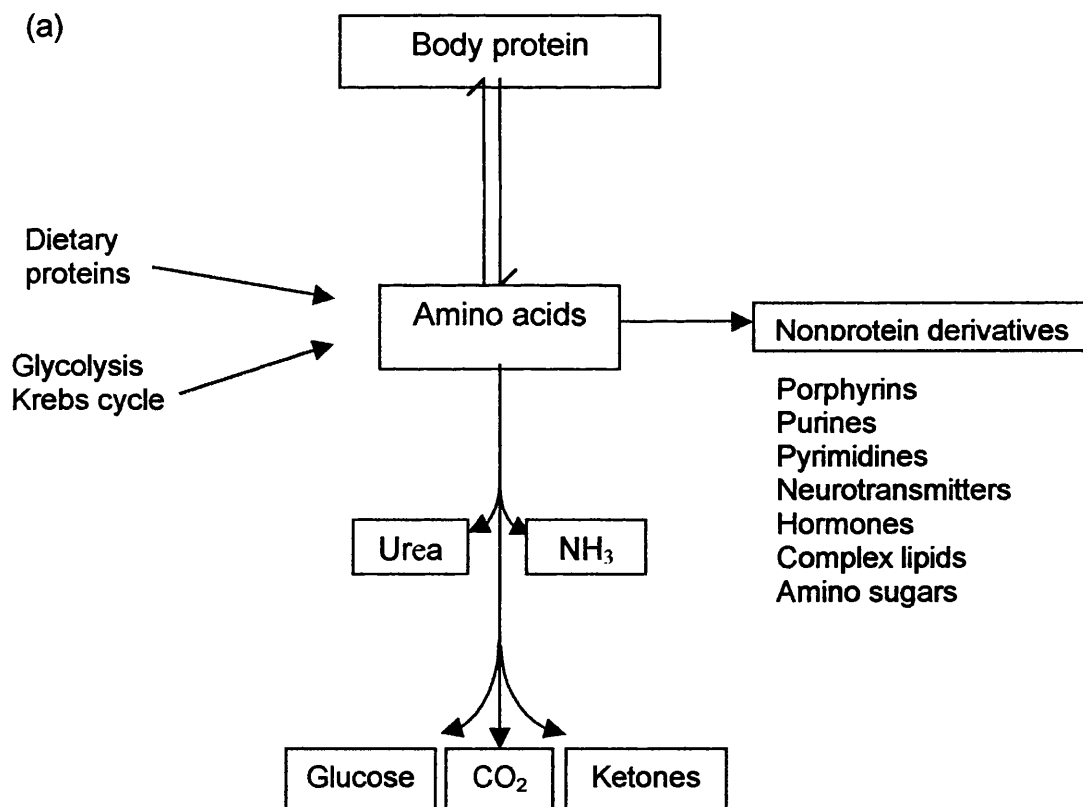 (a)
Body protein
Dietary
proteins
Amino acids
Nonprotein derivatives
Glycolysis
Krebs cycle
Porphyrins
Purines
Pyrimidines
Neurotransmitters
Hormones
Complex lipids
Amino sugars
Urea
NH₃
Glucose
CO₂
Ketones